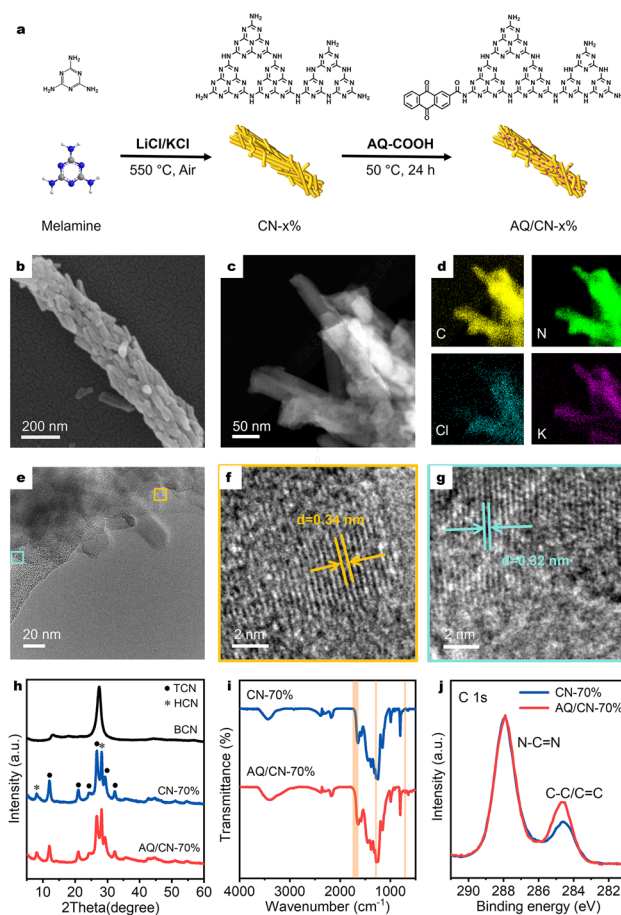 a
NH₂
H₂N
NH₂
Melamine
LiCl/KCl
550 °C, Air
CN-x%
AQ-COOH
50 °C, 24 h
AQ/CN-x%
b
200 nm
c
50 nm
d
C
N
Cl
K
e
20 nm
f
d=0.34 nm
2 nm
g
d=0.32 nm
2 nm
h
• TCN
* HCN
BCN
CN-70%
AQ/CN-70%
Intensity (a.u.)
10 20 30 40 50 60
2Theta(degree)
i
CN-70%
AQ/CN-70%
Transmittance (%)
4000 3000 2000 1000
Wavenumber (cm⁻¹)
j
C 1s
CN-70%
AQ/CN-70%
N-C=N
C-C/C=C
Intensity (a.u.)
290 288 286 284 282
Binding energy (eV)